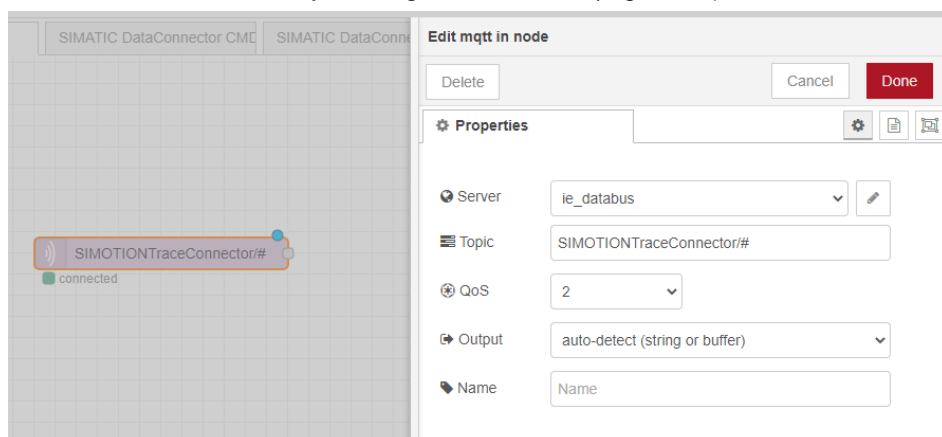 SIMATIC DataConnector CMD
SIMATIC DataConne
Edit mqtt in node
Delete
Cancel
Done
Properties
Server
ie_databus
Topic
SIMOTIONTraceConnector/#
QoS
2
Output
auto-detect (string or buffer)
Name
Name
SIMOTIONTraceConnector/#
connected